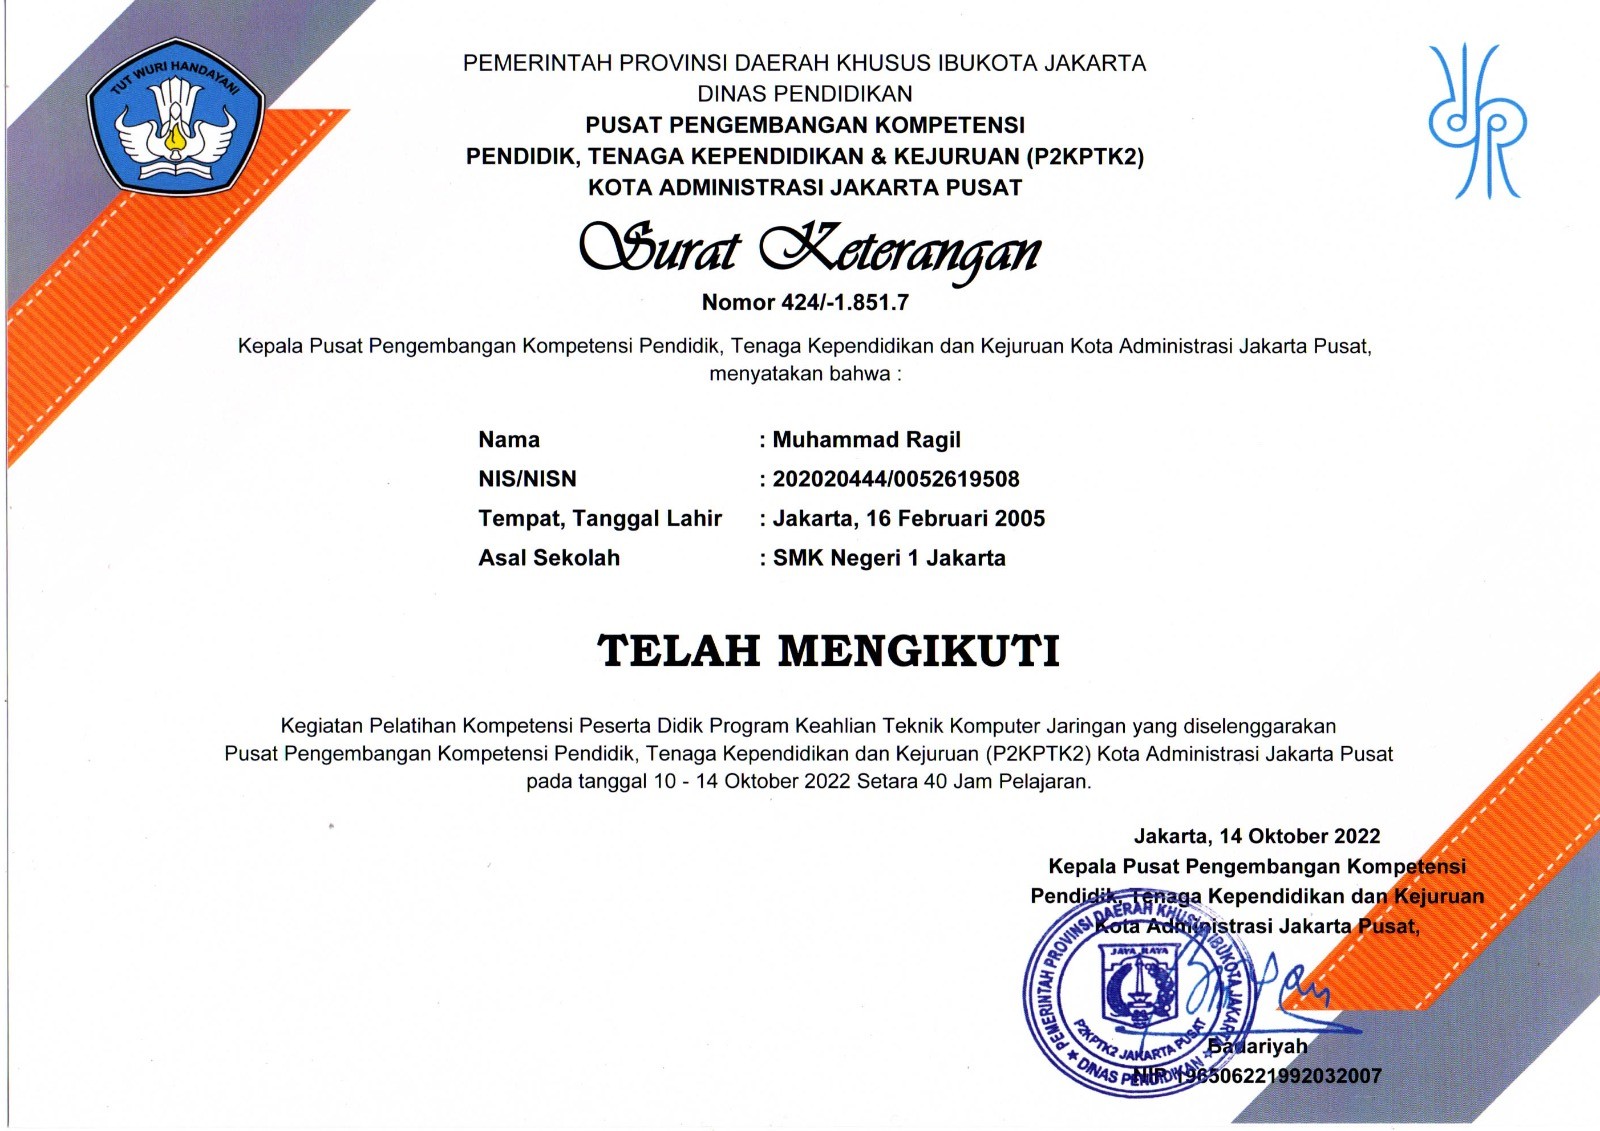 TUT WURI HANDAYANI
PEMERINTAH PROVINSI DAERAH KHUSUS IBUKOTA JAKARTA
DINAS PENDIDIKAN
PUSAT PENGEMBANGAN KOMPETENSI
PENDIDIK, TENAGA KEPENDIDIKAN & KEJURUAN (P2KPTK2)
KOTA ADMINISTRASI JAKARTA PUSAT
Surat Keterangan
Nomor 424/-1.851.7
Kepala Pusat Pengembangan Kompetensi Pendidik, Tenaga Kependidikan dan Kejuruan Kota Administrasi Jakarta Pusat,
menyatakan bahwa :
Nama : Muhammad Ragil
NIS/NISN : 202020444/0052619508
Tempat, Tanggal Lahir : Jakarta, 16 Februari 2005
Asal Sekolah : SMK Negeri 1 Jakarta
TELAH MENGIKUTI
Kegiatan Pelatihan Kompetensi Peserta Didik Program Keahlian Teknik Komputer Jaringan yang diselenggarakan
Pusat Pengembangan Kompetensi Pendidik, Tenaga Kependidikan dan Kejuruan (P2KPTK2) Kota Administrasi Jakarta Pusat
pada tanggal 10 - 14 Oktober 2022 Setara 40 Jam Pelajaran.
Jakarta, 14 Oktober 2022
Kepala Pusat Pengembangan Kompetensi
Pendidik, Tenaga Kependidikan dan Kejuruan
Kota Administrasi Jakarta Pusat,
PEMERINTAH PROVINSI DAERAH KHUSUS IBUKOTA JAKARTA
JAYA RAYA
P2KPTK2 JAKARTA PUSAT
DINAS PENDIDIKAN
Badariyah
NIP 196506221992032007